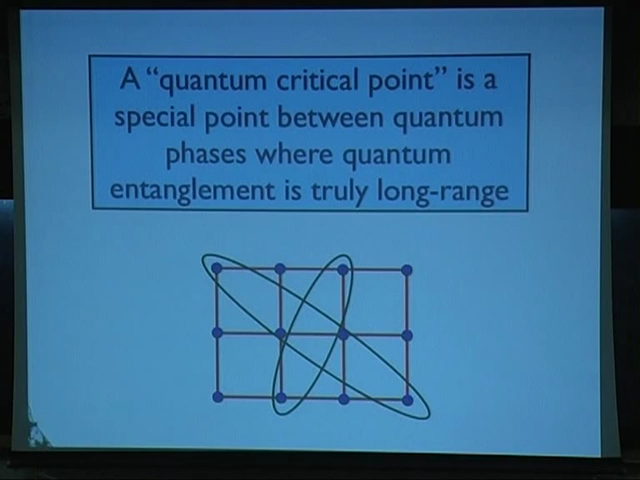 A “quantum critical point” is a
special point between quantum
phases where quantum
entanglement is truly long-range